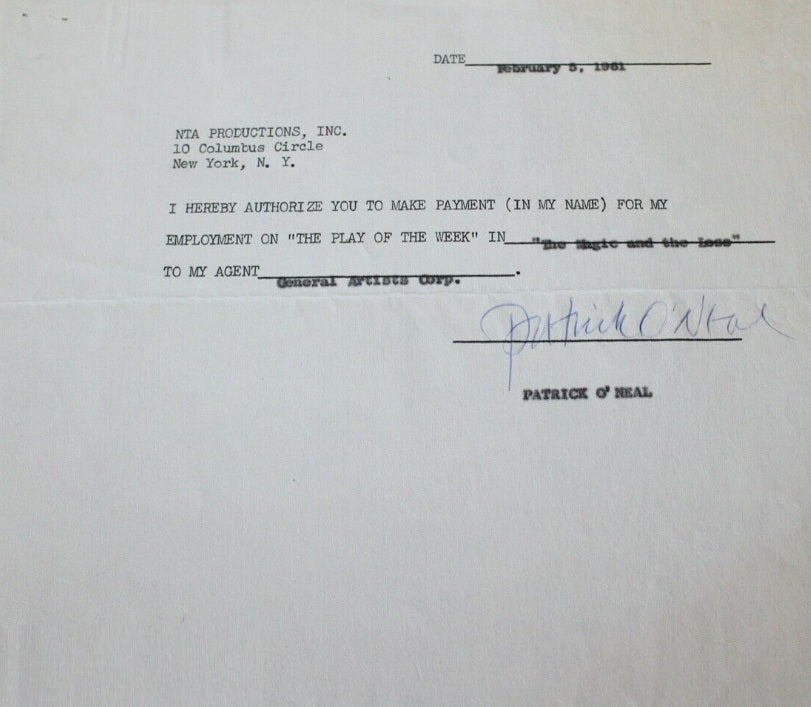 DATE February 5, 1961
NTA PRODUCTIONS, INC.
10 Columbus Circle
New York, N. Y.
I HEREBY AUTHORIZE YOU TO MAKE PAYMENT (IN MY NAME) FOR MY
EMPLOYMENT ON "THE PLAY OF THE WEEK" IN "The Magic and the Loss"
TO MY AGENT General Artists Corp.
Patrick O'Neal
PATRICK O'NEAL